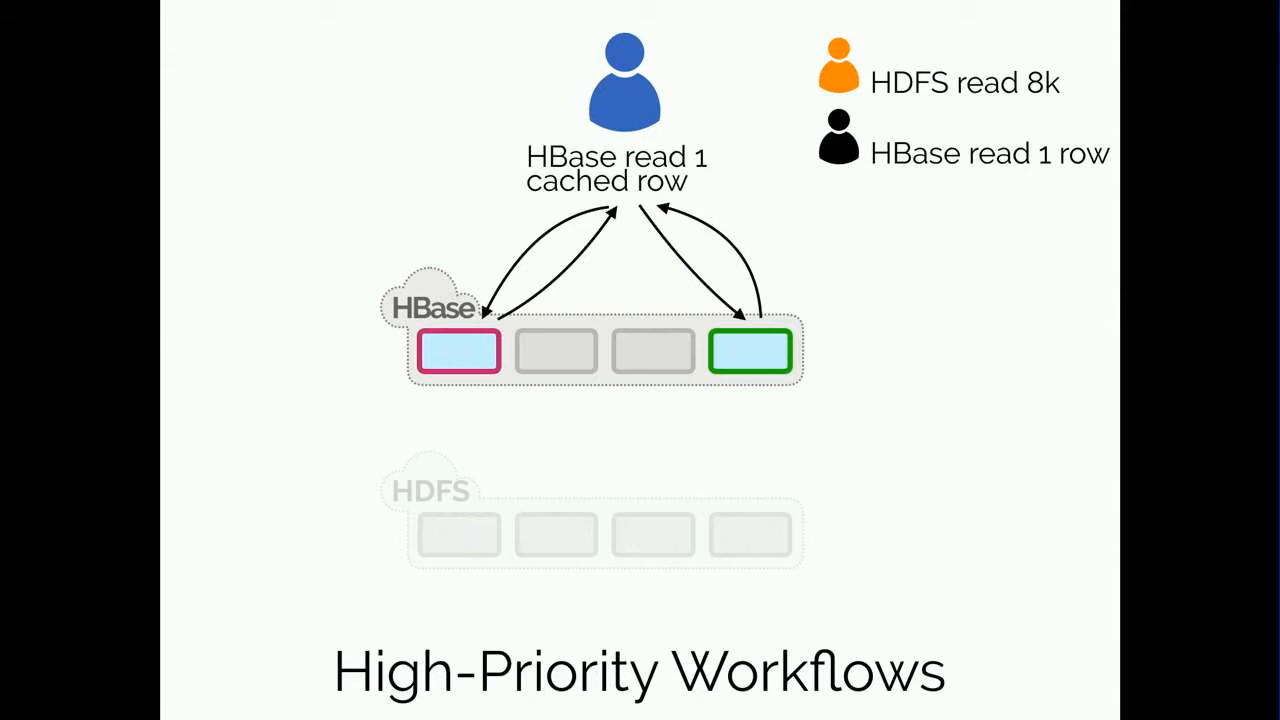 HDFS read 8k
HBase read 1 row
HBase read 1
cached row
HBase
HDFS
High-Priority Workflows